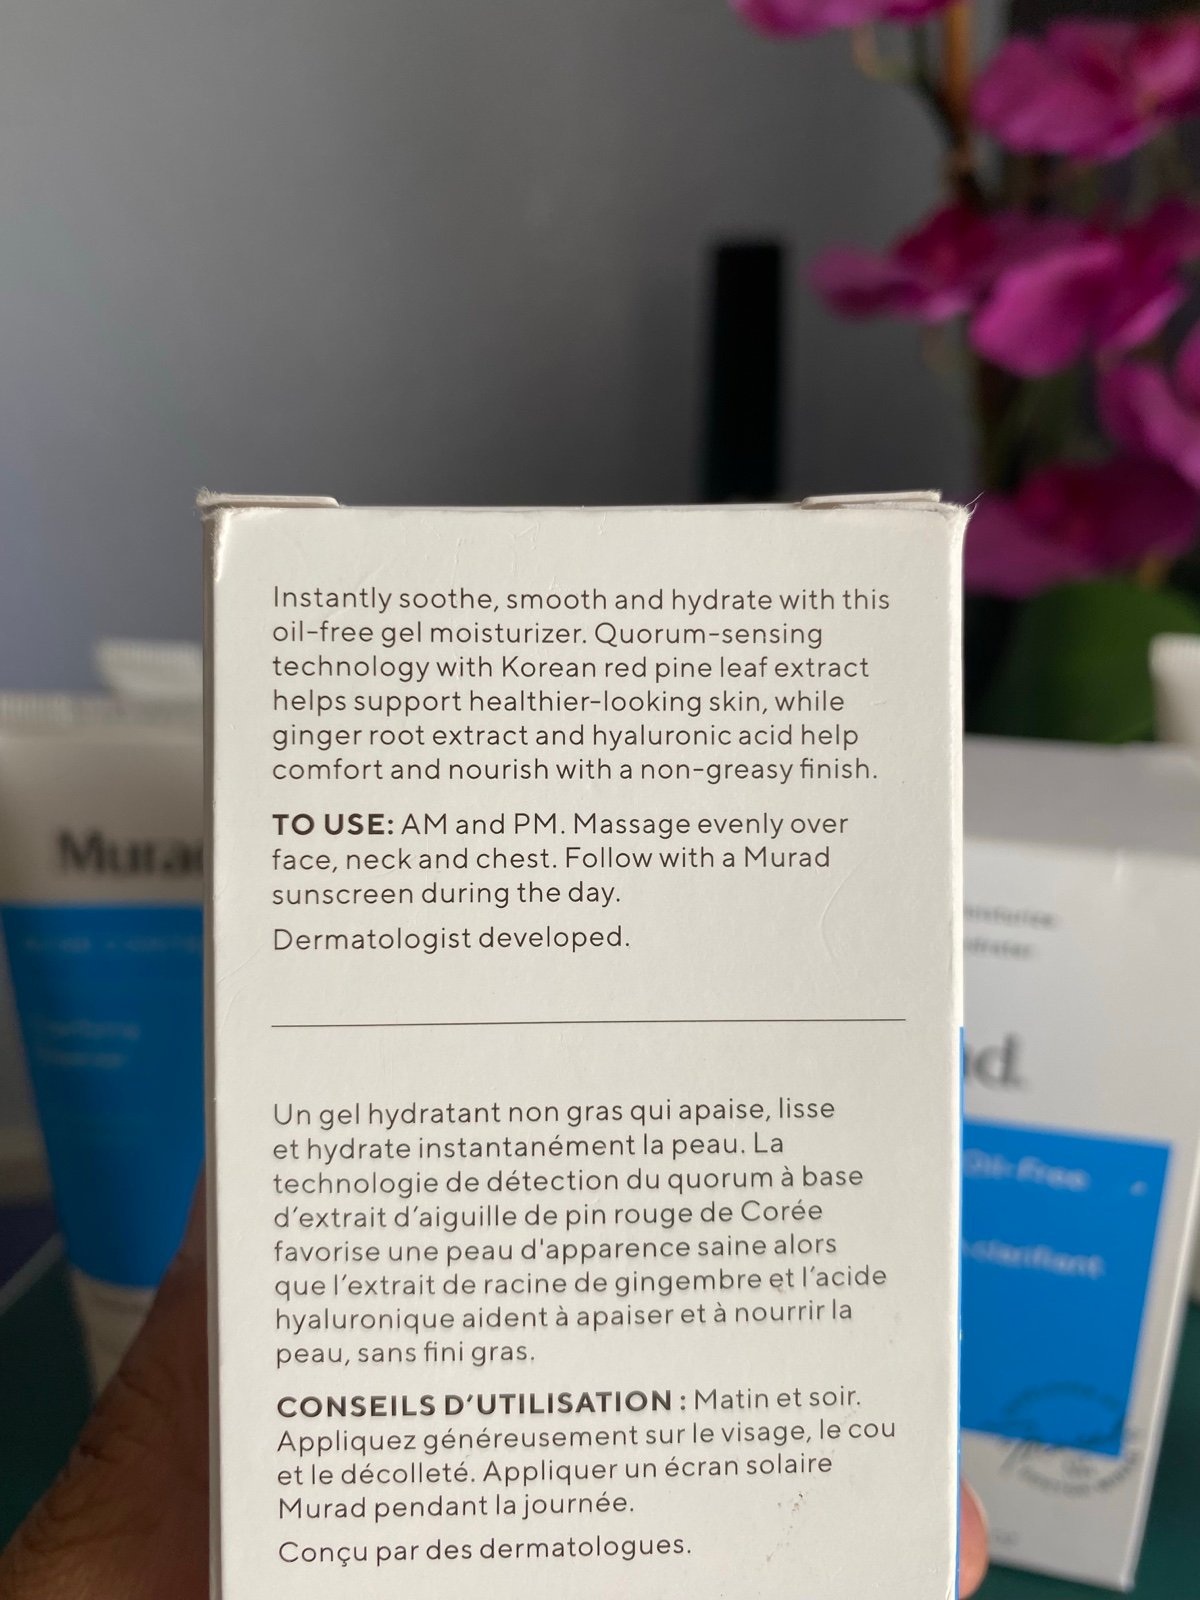 Instantly soothe, smooth and hydrate with this
oil-free gel moisturizer. Quorum-sensing
technology with Korean red pine leaf extract
helps support healthier-looking skin, while
ginger root extract and hyaluronic acid help
comfort and nourish with a non-greasy finish.
TO USE: AM and PM. Massage evenly over
face, neck and chest. Follow with a Murad
sunscreen during the day.
Dermatologist developed.
Un gel hydratant non gras qui apaise, lisse
et hydrate instantanément la peau. La
technologie de détection du quorum à base
d’extrait d’aiguille de pin rouge de Corée
favorise une peau d'apparence saine alors
que l’extrait de racine de gingembre et l’acide
hyaluronique aident à apaiser et à nourrir la
peau, sans fini gras.
CONSEILS D’UTILISATION : Matin et soir.
Appliquez généreusement sur le visage, le cou
et le décolleté. Appliquer un écran solaire
Murad pendant la journée.
Conçu par des dermatologues.
Murad
Oil-Free